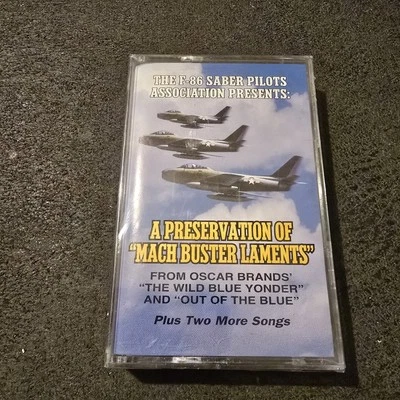 THE F-86 SABER PILOTS
ASSOCIATION PRESENTS:
A PRESERVATION OF
"MACH BUSTER LAMENTS"
FROM OSCAR BRANDS'
"THE WILD BLUE YONDER"
AND "OUT OF THE BLUE"
Plus Two More Songs